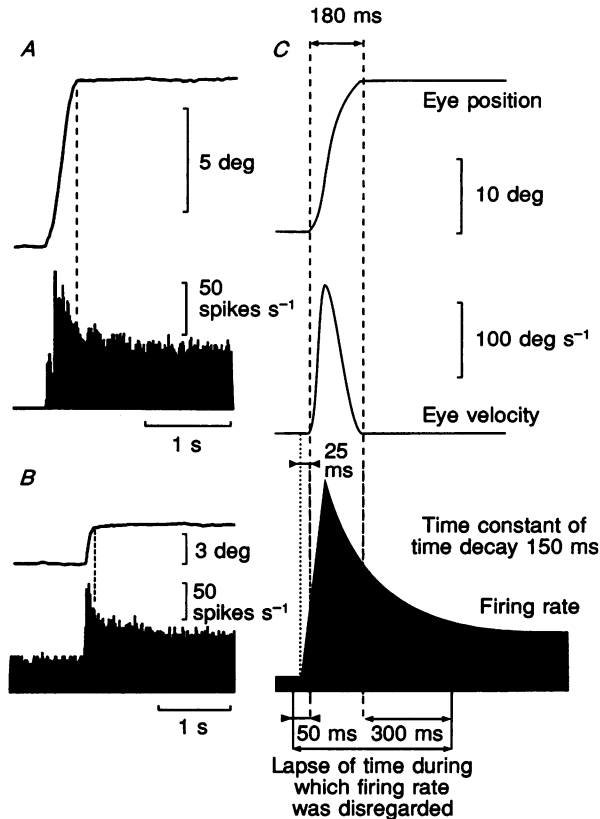 180 ms
A
C
Eye position
5 deg
10 deg
50
spikes s⁻¹
100 deg s⁻¹
1 s
Eye velocity
25
ms
B
3 deg
Time constant of
time decay 150 ms
50
spikes s⁻¹
Firing rate
1 s
50 ms 300 ms
Lapse of time during
which firing rate
was disregarded